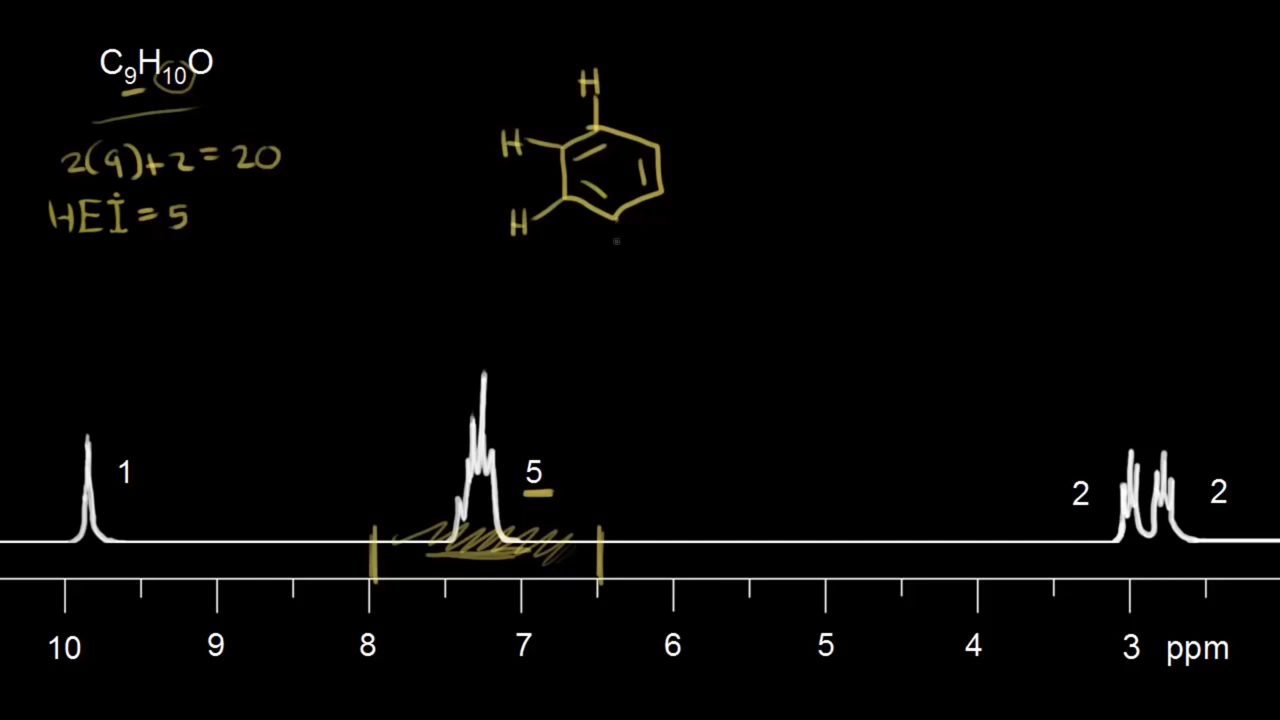 C₉H₁₀O
2(9)+2=20
HEI=5
H
H
H
1
5
2
2
10 9 8 7 6 5 4 3 ppm